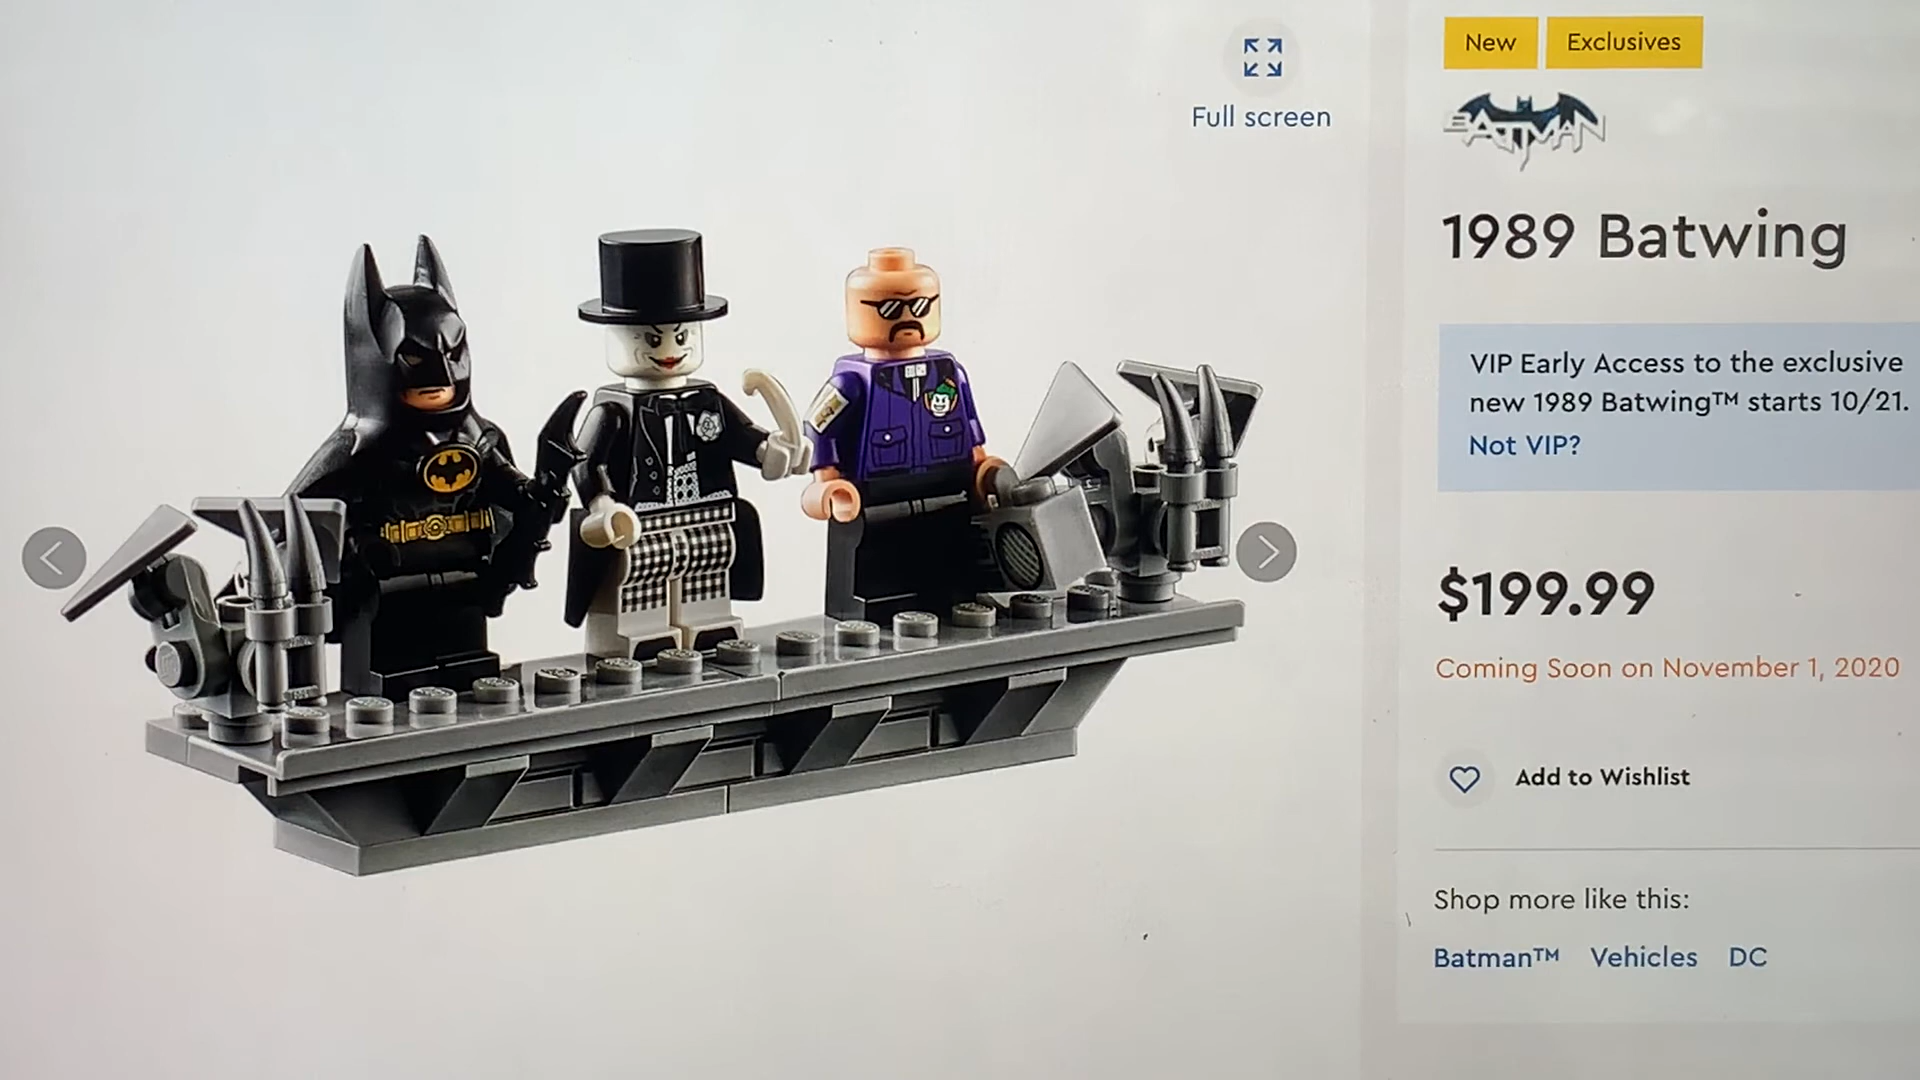 Full screen
New
Exclusives
BATMAN
1989 Batwing
VIP Early Access to the exclusive
new 1989 Batwing™ starts 10/21.
Not VIP?
$199.99
Coming Soon on November 1, 2020
Add to Wishlist
Shop more like this:
Batman™ Vehicles DC